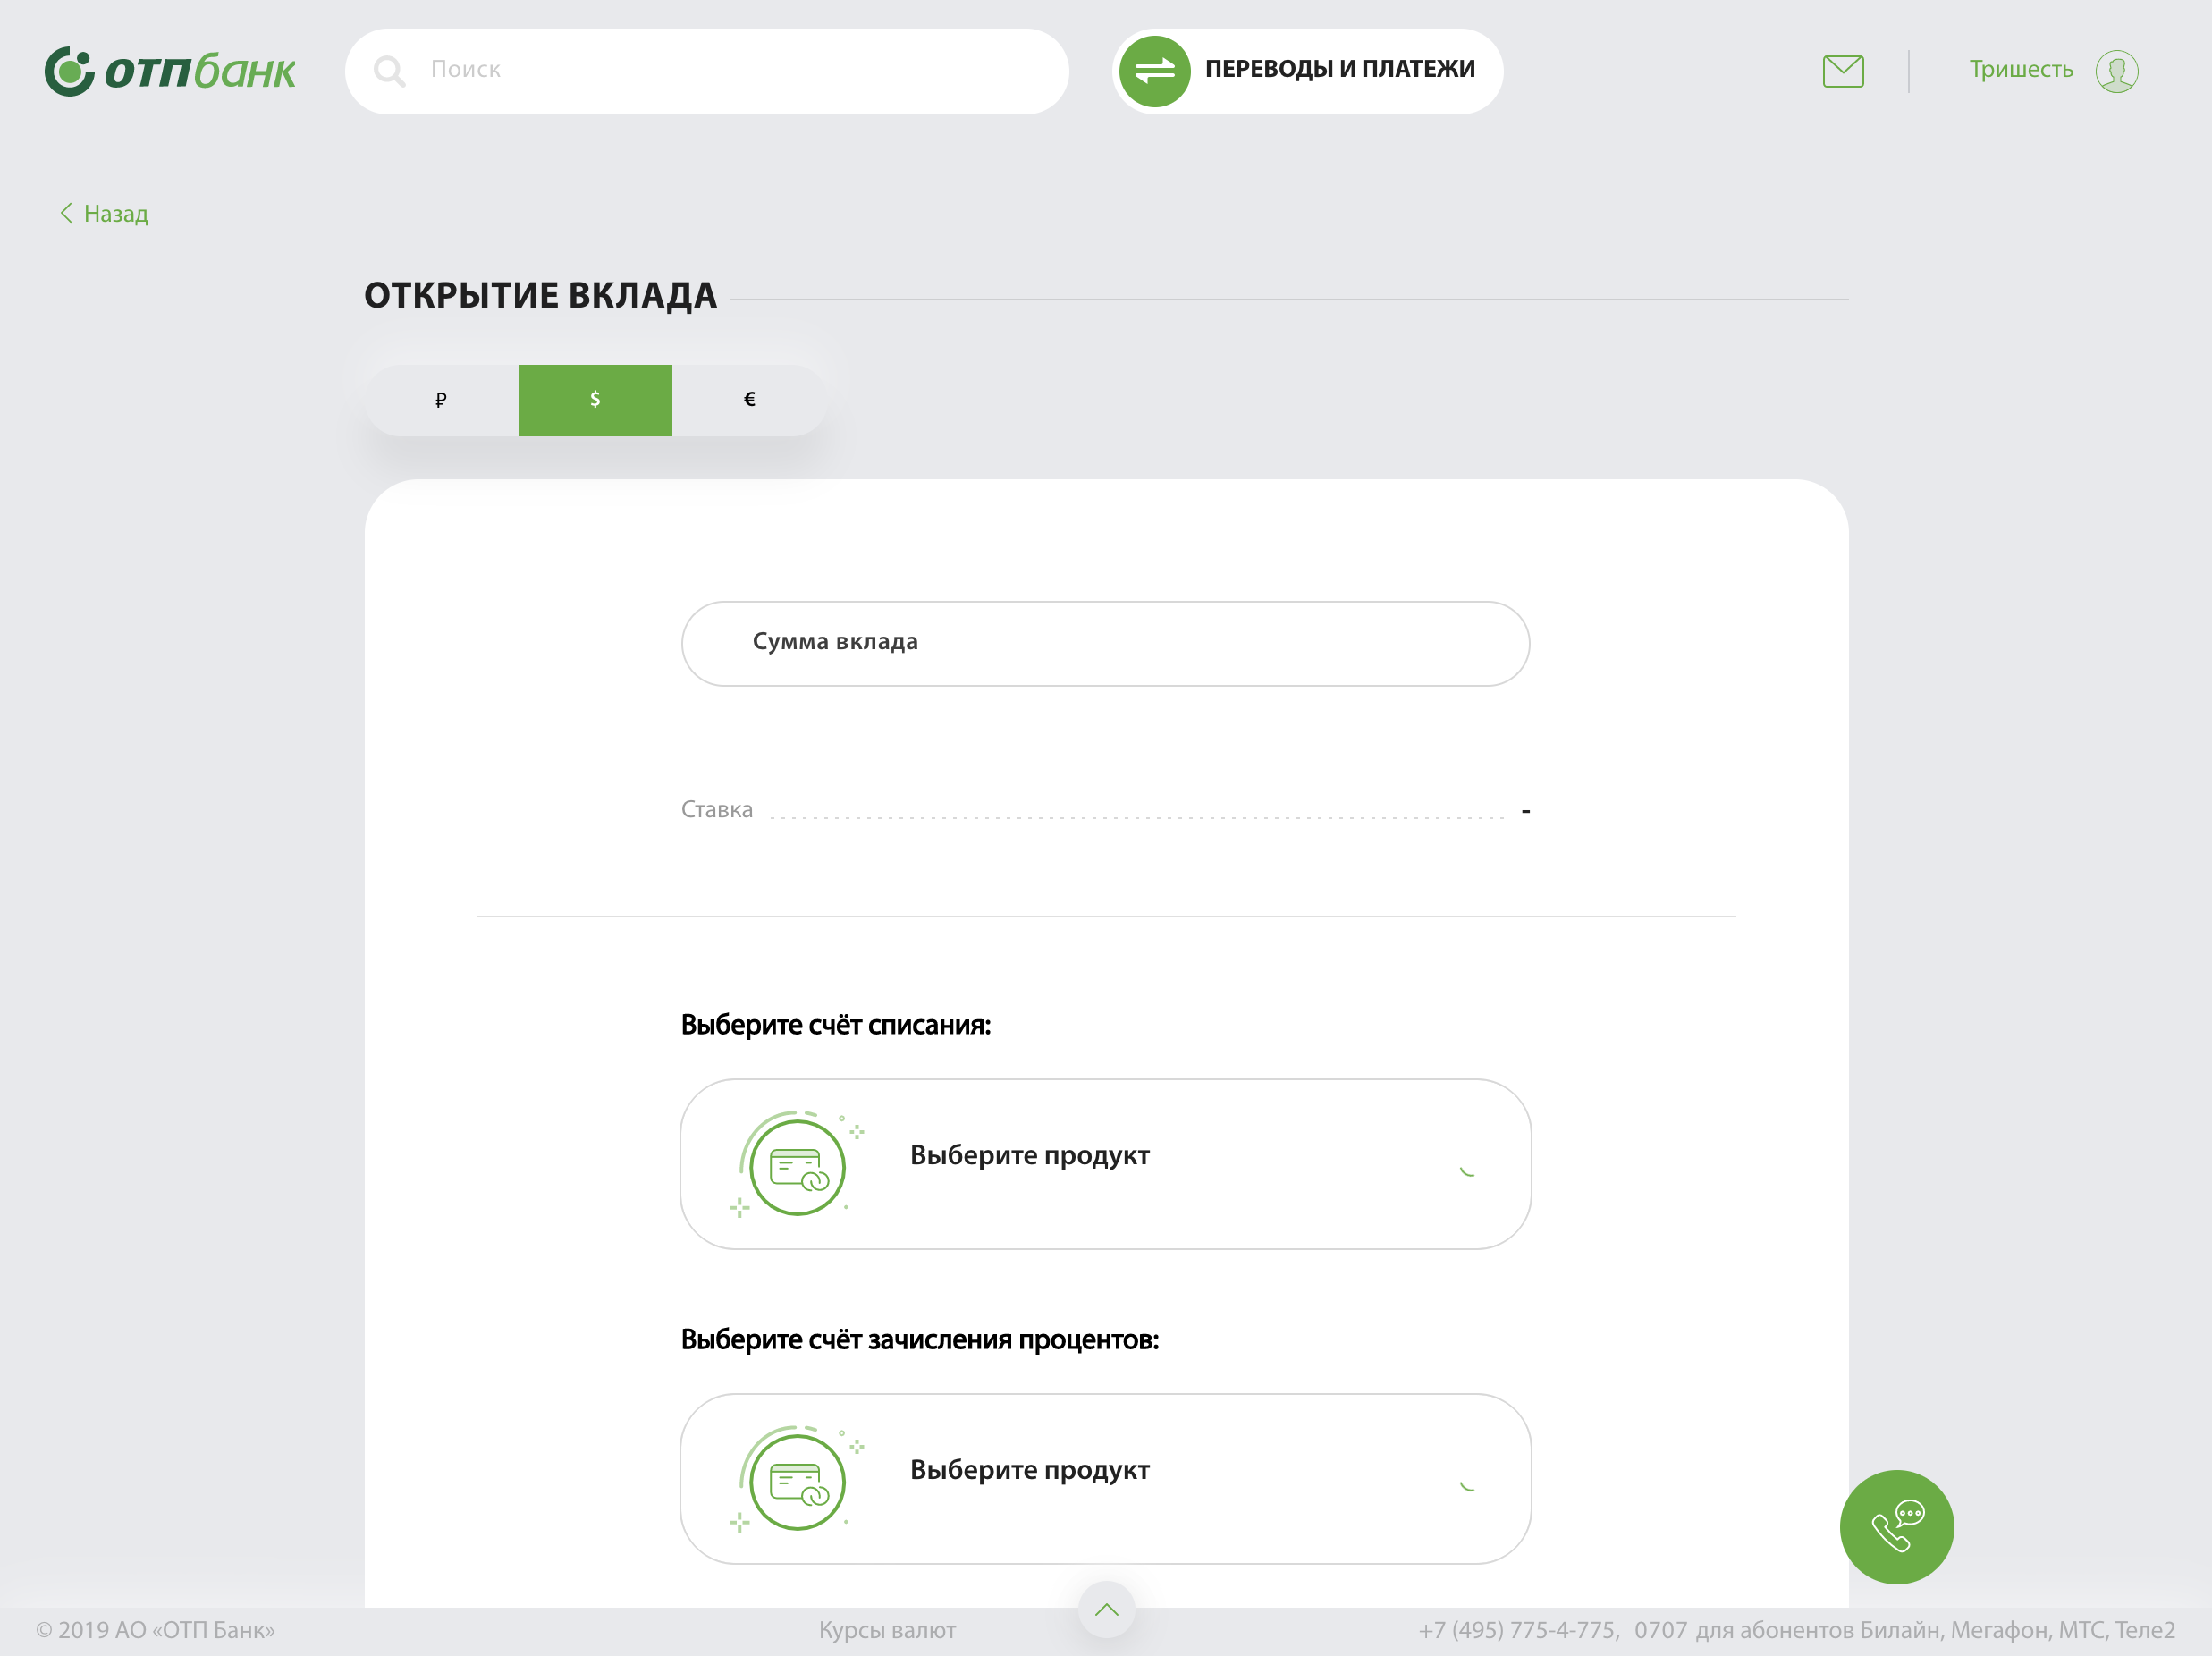 отпбанк
Поиск
ПЕРЕВОДЫ И ПЛАТЕЖИ
Тришесть
Назад
ОТКРЫТИЕ ВКЛАДА
₽ $ €
Сумма вклада
Ставка -
Выберите счёт списания:
Выберите продукт
Выберите счёт зачисления процентов:
Выберите продукт
© 2019 АО «ОТП Банк» Курсы валют +7 (495) 775-4-775, 0707 для абонентов Билайн, Мегафон, МТС, Теле2